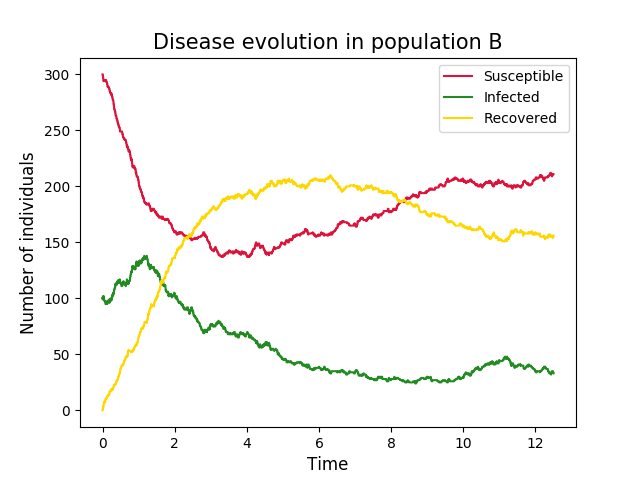 Disease evolution in population B
300
250
200
150
100
50
0
Number of individuals
Susceptible
Infected
Recovered
0 2 4 6 8 10 12
Time